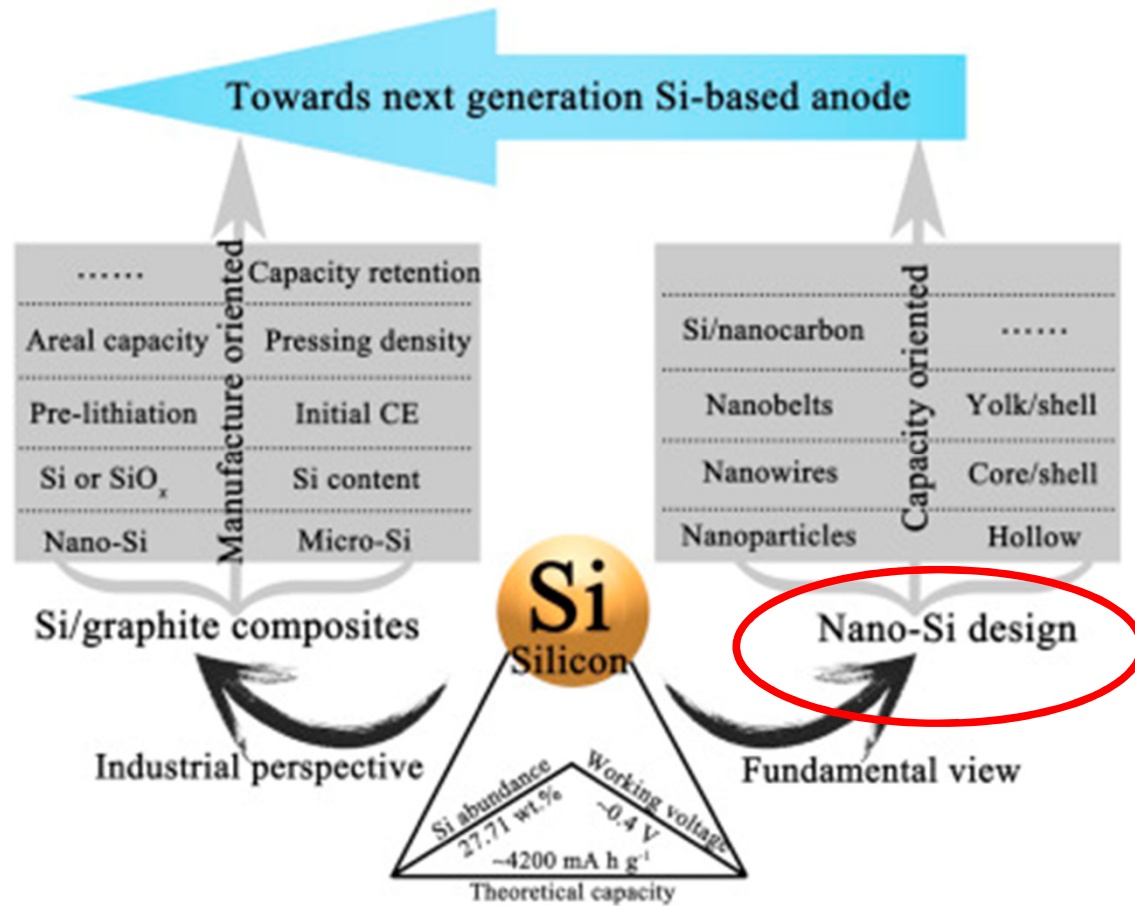 Towards next generation Si-based anode
Manufacture oriented
...... Capacity retention
Areal capacity Pressing density
Pre-lithiation Initial CE
Si or SiOₓ Si content
Nano-Si Micro-Si
Si/graphite composites
Industrial perspective
Capacity oriented
Si/nanocarbon ......
Nanobelts Yolk/shell
Nanowires Core/shell
Nanoparticles Hollow
Nano-Si design
Fundamental view
Si
Silicon
Si abundance
27.71 wt.%
Working voltage
~0.4 V
~4200 mA h g⁻¹
Theoretical capacity